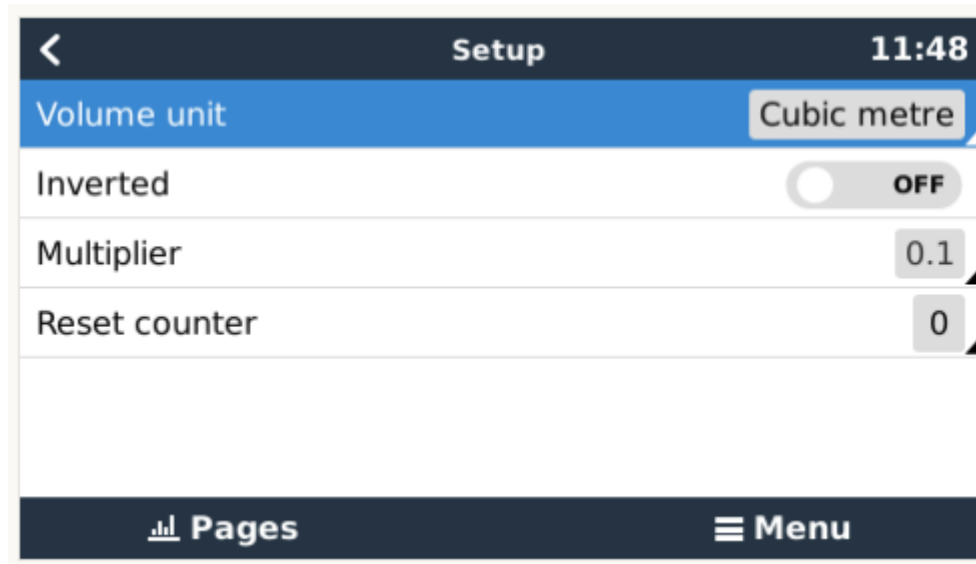 Setup 11:48
Volume unit Cubic metre
Inverted OFF
Multiplier 0.1
Reset counter 0
Pages Menu